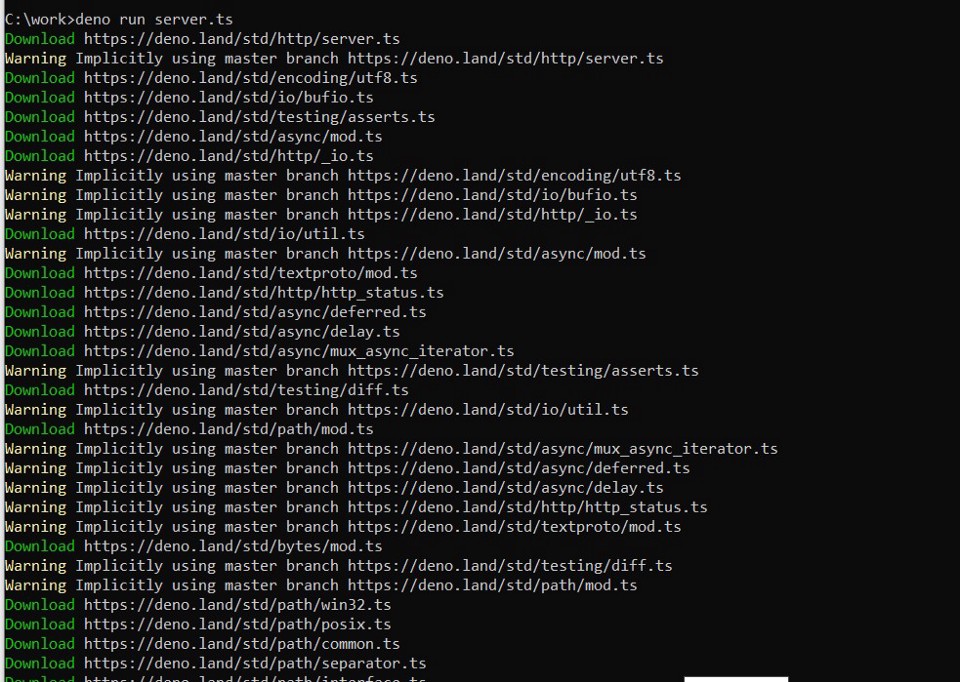 C:\work>deno run server.ts
Download https://deno.land/std/http/server.ts
Warning Implicitly using master branch https://deno.land/std/http/server.ts
Download https://deno.land/std/encoding/utf8.ts
Download https://deno.land/std/io/bufio.ts
Download https://deno.land/std/testing/asserts.ts
Download https://deno.land/std/async/mod.ts
Download https://deno.land/std/http/_io.ts
Warning Implicitly using master branch https://deno.land/std/encoding/utf8.ts
Warning Implicitly using master branch https://deno.land/std/io/bufio.ts
Warning Implicitly using master branch https://deno.land/std/http/_io.ts
Download https://deno.land/std/io/util.ts
Warning Implicitly using master branch https://deno.land/std/async/mod.ts
Download https://deno.land/std/textproto/mod.ts
Download https://deno.land/std/http/http_status.ts
Download https://deno.land/std/async/deferred.ts
Download https://deno.land/std/async/delay.ts
Download https://deno.land/std/async/mux_async_iterator.ts
Warning Implicitly using master branch https://deno.land/std/testing/asserts.ts
Download https://deno.land/std/testing/diff.ts
Warning Implicitly using master branch https://deno.land/std/io/util.ts
Download https://deno.land/std/path/mod.ts
Warning Implicitly using master branch https://deno.land/std/async/mux_async_iterator.ts
Warning Implicitly using master branch https://deno.land/std/async/deferred.ts
Warning Implicitly using master branch https://deno.land/std/async/delay.ts
Warning Implicitly using master branch https://deno.land/std/http/http_status.ts
Warning Implicitly using master branch https://deno.land/std/textproto/mod.ts
Download https://deno.land/std/bytes/mod.ts
Warning Implicitly using master branch https://deno.land/std/testing/diff.ts
Warning Implicitly using master branch https://deno.land/std/path/mod.ts
Download https://deno.land/std/path/win32.ts
Download https://deno.land/std/path/posix.ts
Download https://deno.land/std/path/common.ts
Download https://deno.land/std/path/separator.ts
Download https://deno.land/std/path/interface.ts